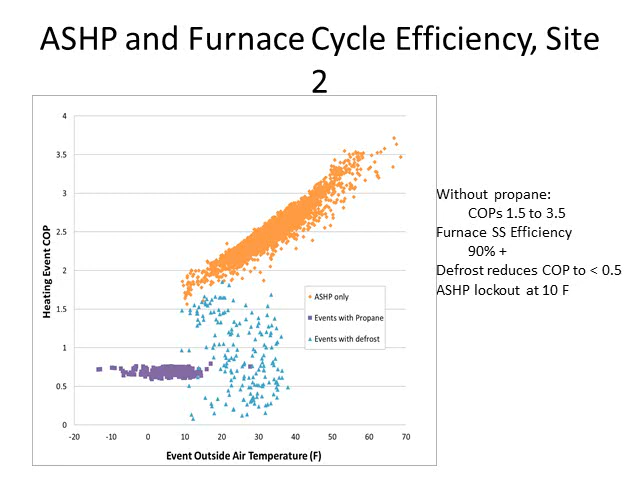 ASHP and Furnace Cycle Efficiency, Site
2
4
3.5
3
2.5
2
1.5
1
0.5
0
Heating Event COP
ASHP only
Events with Propane
Events with defrost
-20 -10 0 10 20 30 40 50 60 70
Event Outside Air Temperature (F)
Without propane:
COPs 1.5 to 3.5
Furnace SS Efficiency
90% +
Defrost reduces COP to < 0.5
ASHP lockout at 10 F